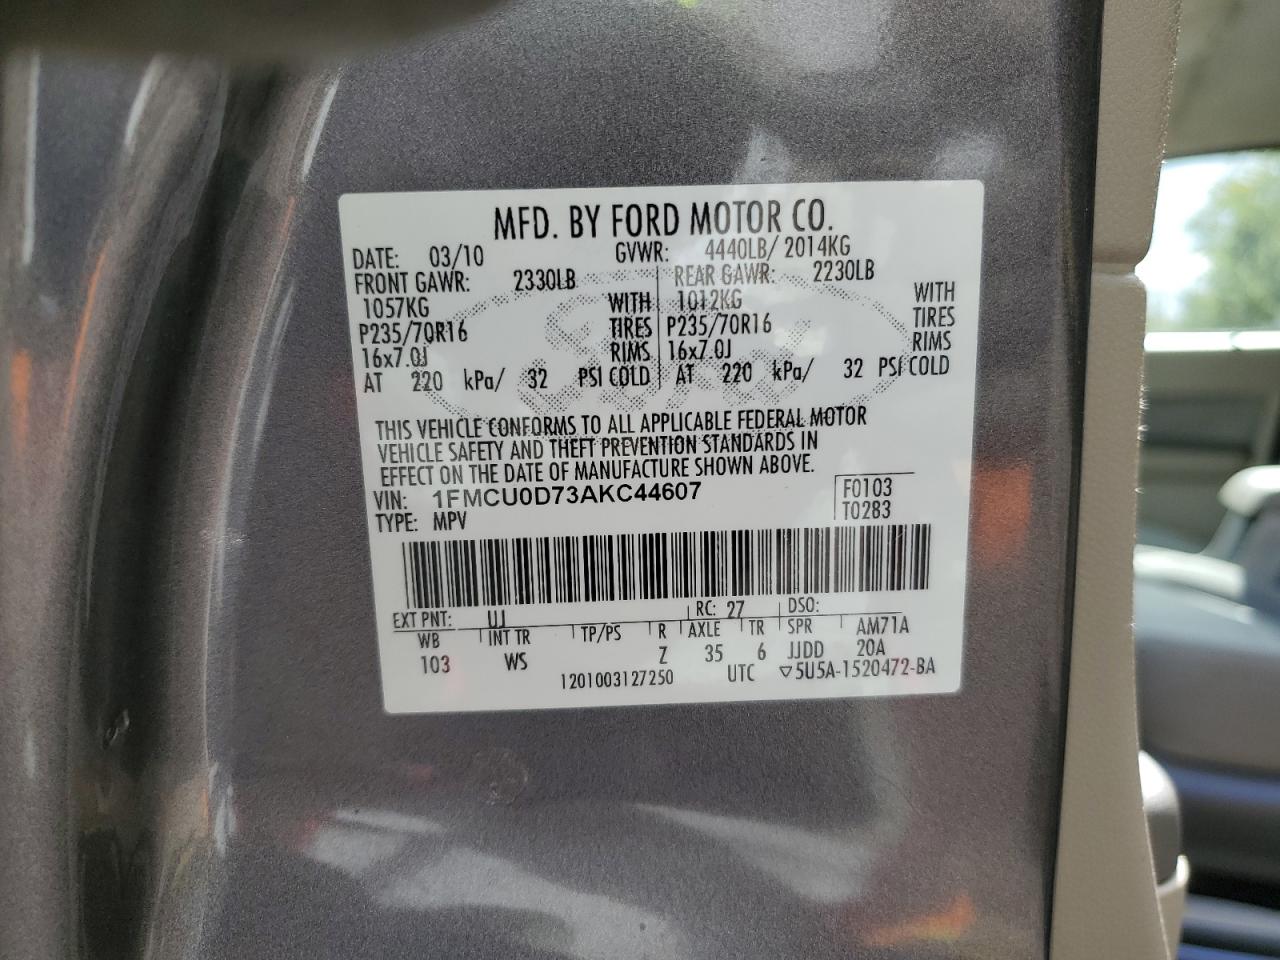 MFD. BY FORD MOTOR CO.
DATE: 03/10 GVWR: 4440LB/ 2014KG
FRONT GAWR: 2330LB REAR GAWR: 2230LB
1057KG WITH 1012KG WITH
P235/70R16 TIRES P235/70R16 TIRES
16x7.0J RIMS 16x7.0J RIMS
AT 220 kPa/ 32 PSI COLD AT 220 kPa/ 32 PSI COLD
THIS VEHICLE CONFORMS TO ALL APPLICABLE FEDERAL MOTOR
VEHICLE SAFETY AND THEFT PREVENTION STANDARDS IN
EFFECT ON THE DATE OF MANUFACTURE SHOWN ABOVE.
VIN: 1FMCU0D73AKC44607 F0103
TYPE: MPV T0283
EXT PNT: UJ RC: 27 DSO:
WB INT TR TP/PS R AXLE TR SPR AM71A
103 WS Z 35 6 JJDD 20A
1201003127250 UTC ▽5U5A-1520472-BA